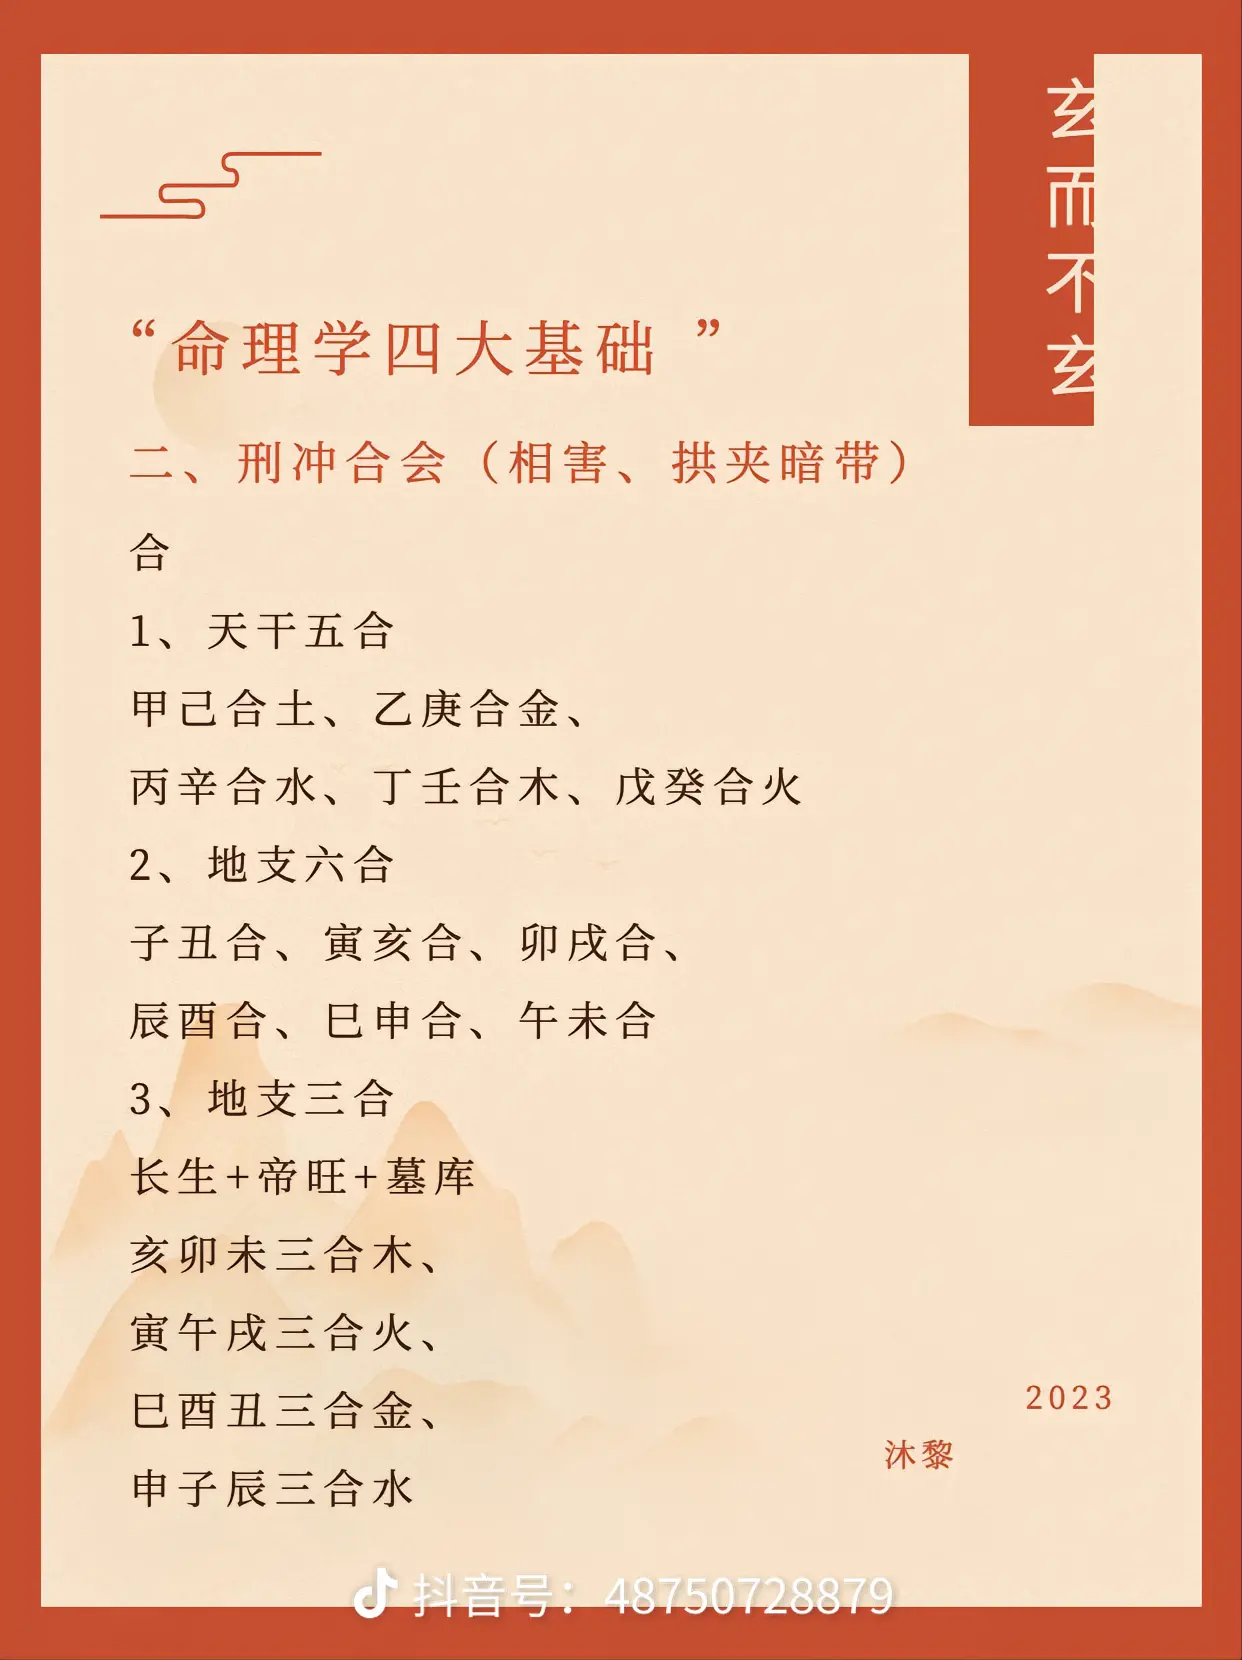 玄而不玄
“命理学四大基础 ”
二、刑冲合会（相害、拱夹暗带）
合
1、天干五合
甲己合土、乙庚合金、
丙辛合水、丁壬合木、戊癸合火
2、地支六合
子丑合、寅亥合、卯戌合、
辰酉合、巳申合、午未合
3、地支三合
长生+帝旺+墓库
亥卯未三合木、
寅午戌三合火、
巳酉丑三合金、
申子辰三合水
2023
沐黎
抖音号：48750728879